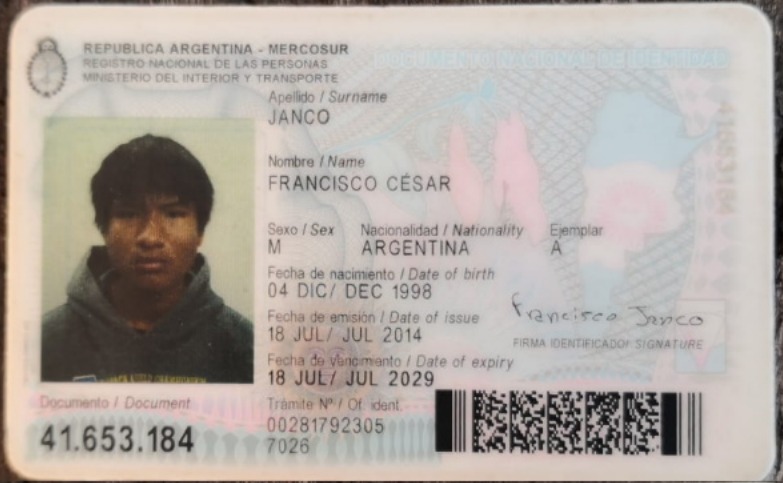 REPUBLICA ARGENTINA - MERCOSUR
REGISTRO NACIONAL DE LAS PERSONAS
MINISTERIO DEL INTERIOR Y TRANSPORTE
DOCUMENTO NACIONAL DE IDENTIDAD
Apellido / Surname
JANCO
Nombre / Name
FRANCISCO CÉSAR
Sexo / Sex Nacionalidad / Nationality Ejemplar
M ARGENTINA A
Fecha de nacimiento / Date of birth
04 DIC/ DEC 1998
Fecha de emisión / Date of issue
18 JUL/ JUL 2014
Francisco Janco
FIRMA IDENTIFICADO/ SIGNATURE
Fecha de vencimiento / Date of expiry
18 JUL/ JUL 2029
Documento / Document
41.653.184
Trámite Nº / Of. ident.
00281792305
7026